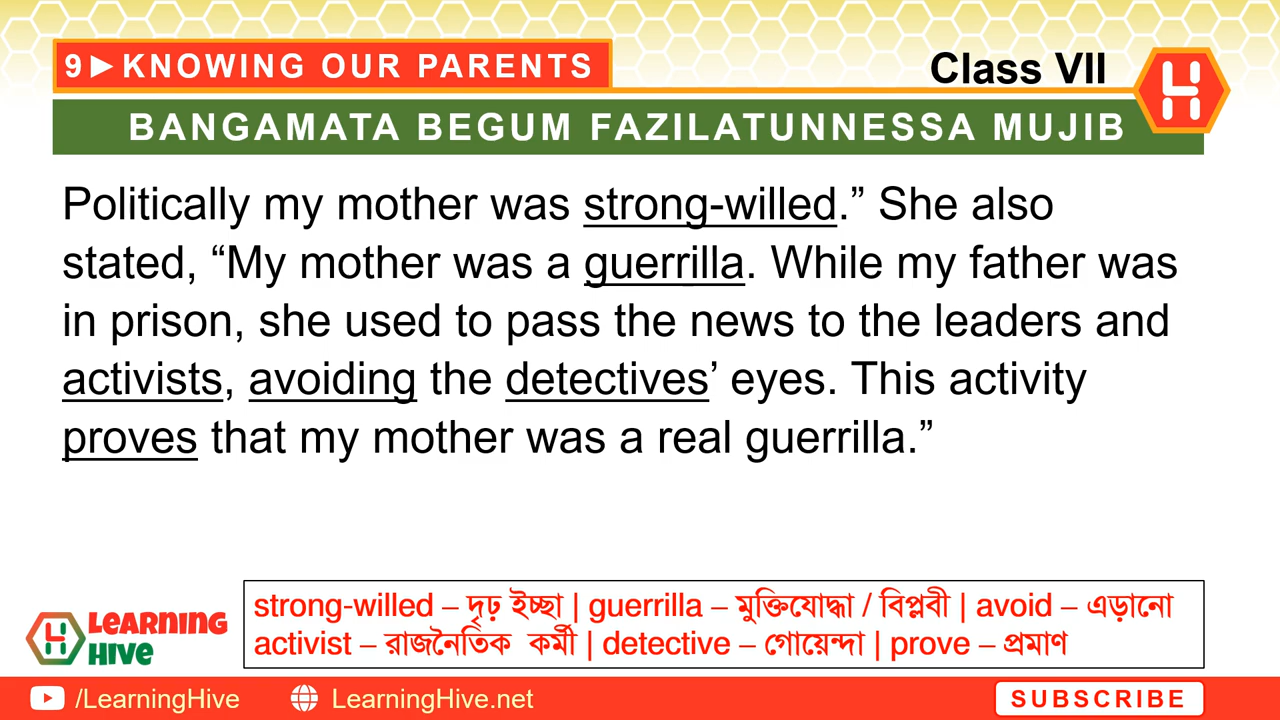 9►KNOWING OUR PARENTS
Class VII
BANGAMATA BEGUM FAZILATUNNESSA MUJIB
Politically my mother was strong-willed.” She also
stated, “My mother was a guerrilla. While my father was
in prison, she used to pass the news to the leaders and
activists, avoiding the detectives’ eyes. This activity
proves that my mother was a real guerrilla.”
strong-willed – দৃঢ় ইচ্ছা | guerrilla – মুক্তিযোদ্ধা / বিপ্লবী | avoid – এড়ানো
activist – রাজনৈতিক কর্মী | detective – গোয়েন্দা | prove – প্রমাণ
LEARNING
HIVE
/LearningHive
LearningHive.net
SUBSCRIBE